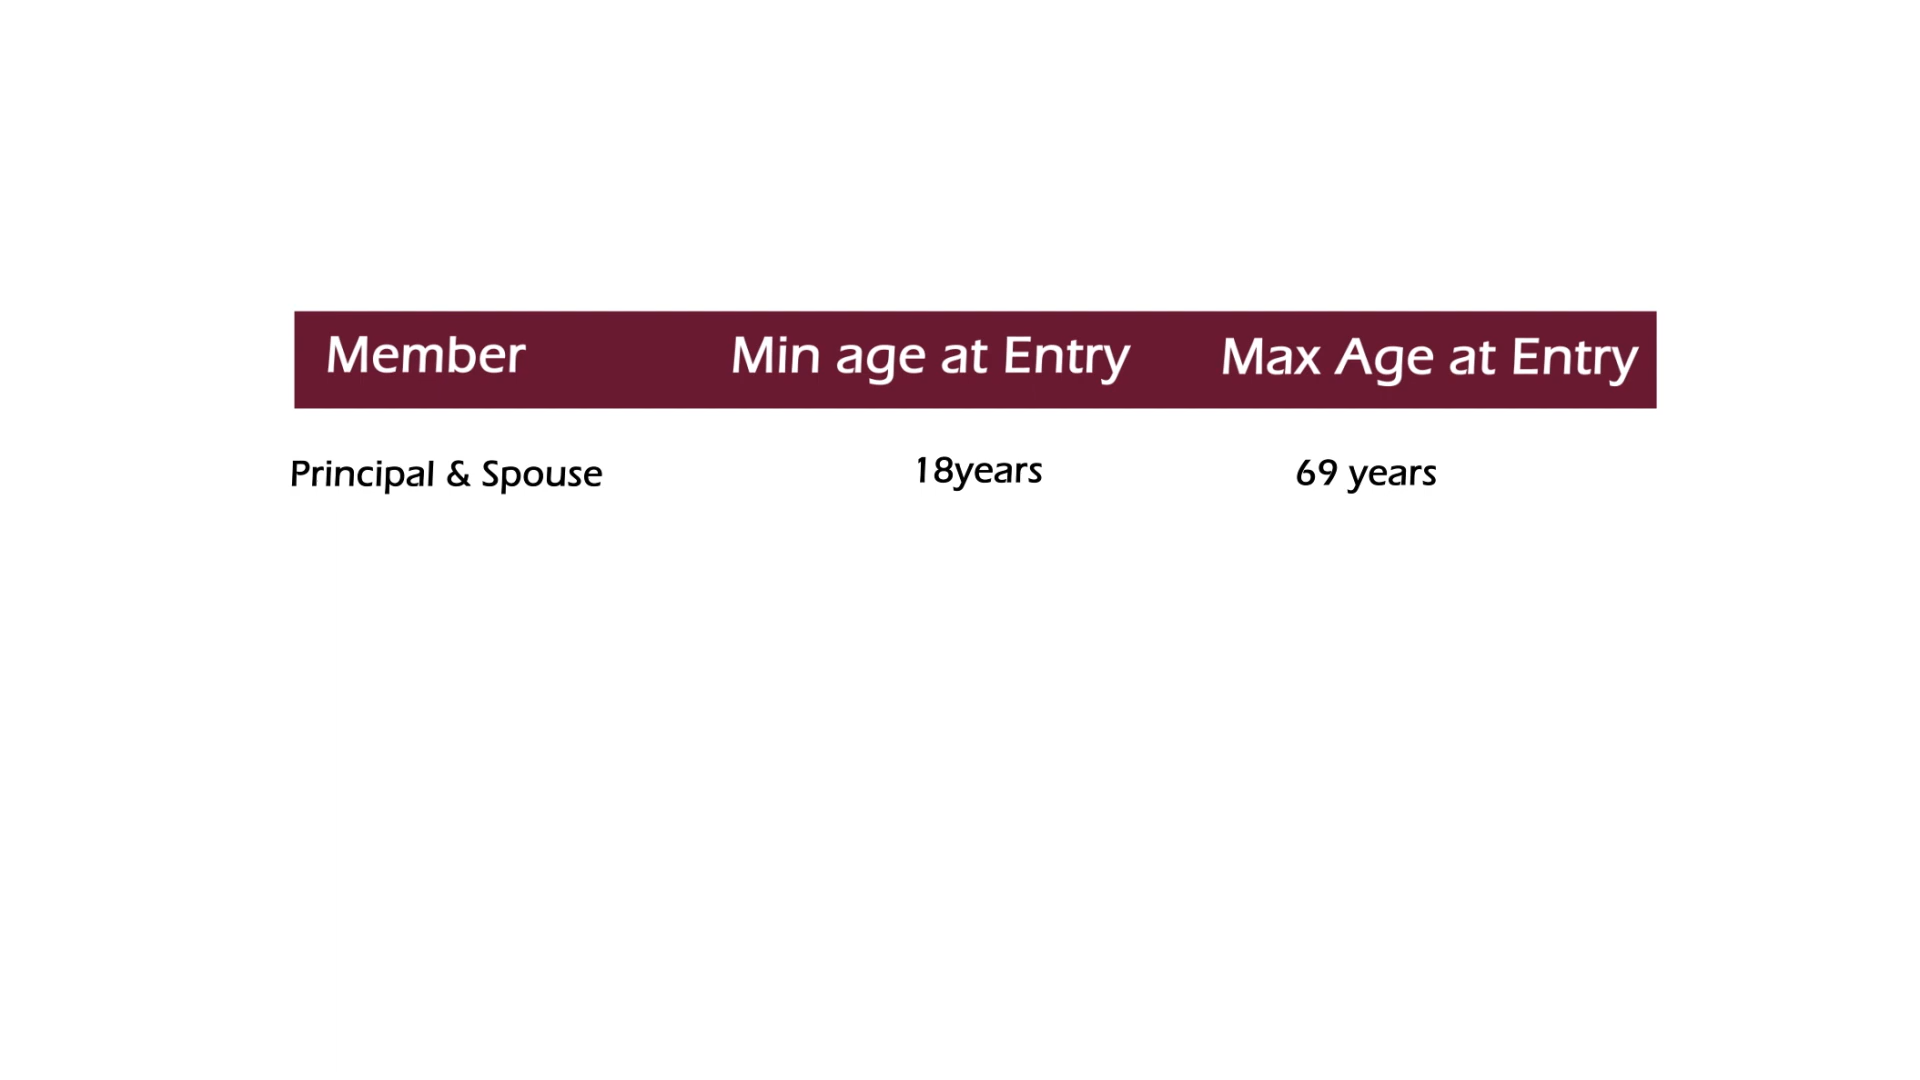 Member Min age at Entry Max Age at Entry
Principal & Spouse 18years 69 years